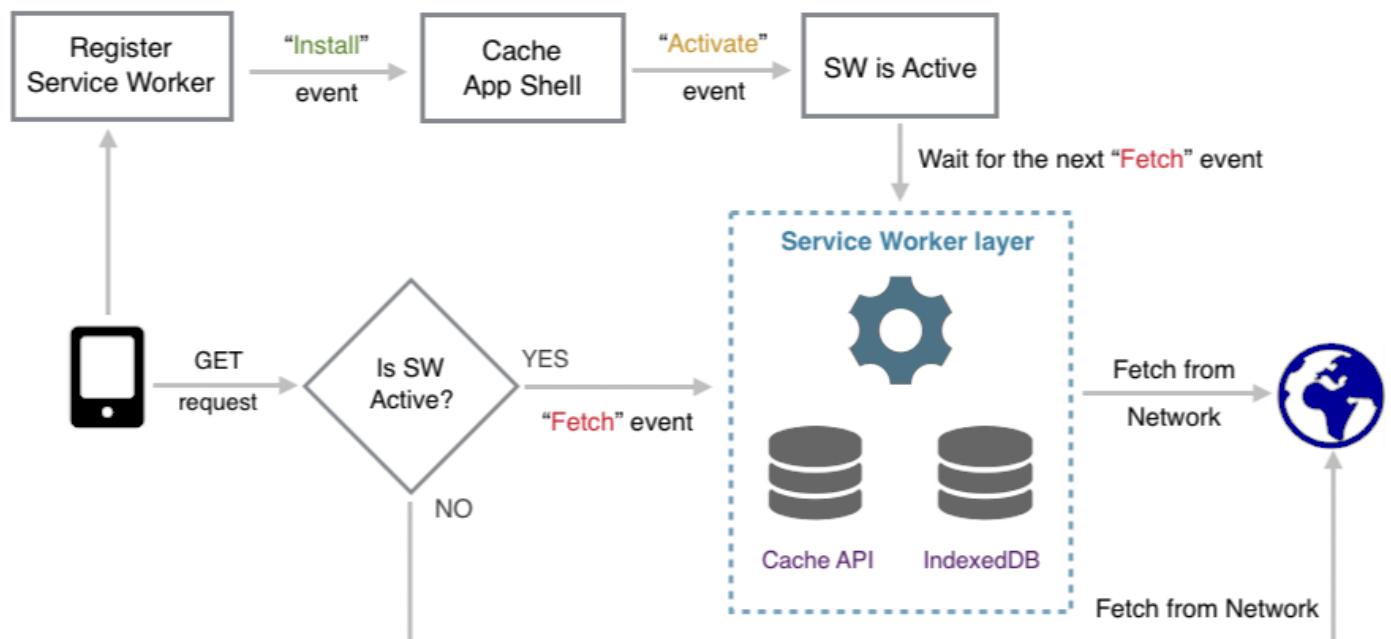 Register
Service Worker
“Install”
event
Cache
App Shell
“Activate”
event
SW is Active
Wait for the next “Fetch” event
Service Worker layer
GET
request
Is SW
Active?
YES
“Fetch” event
NO
Cache API
IndexedDB
Fetch from
Network
Fetch from Network